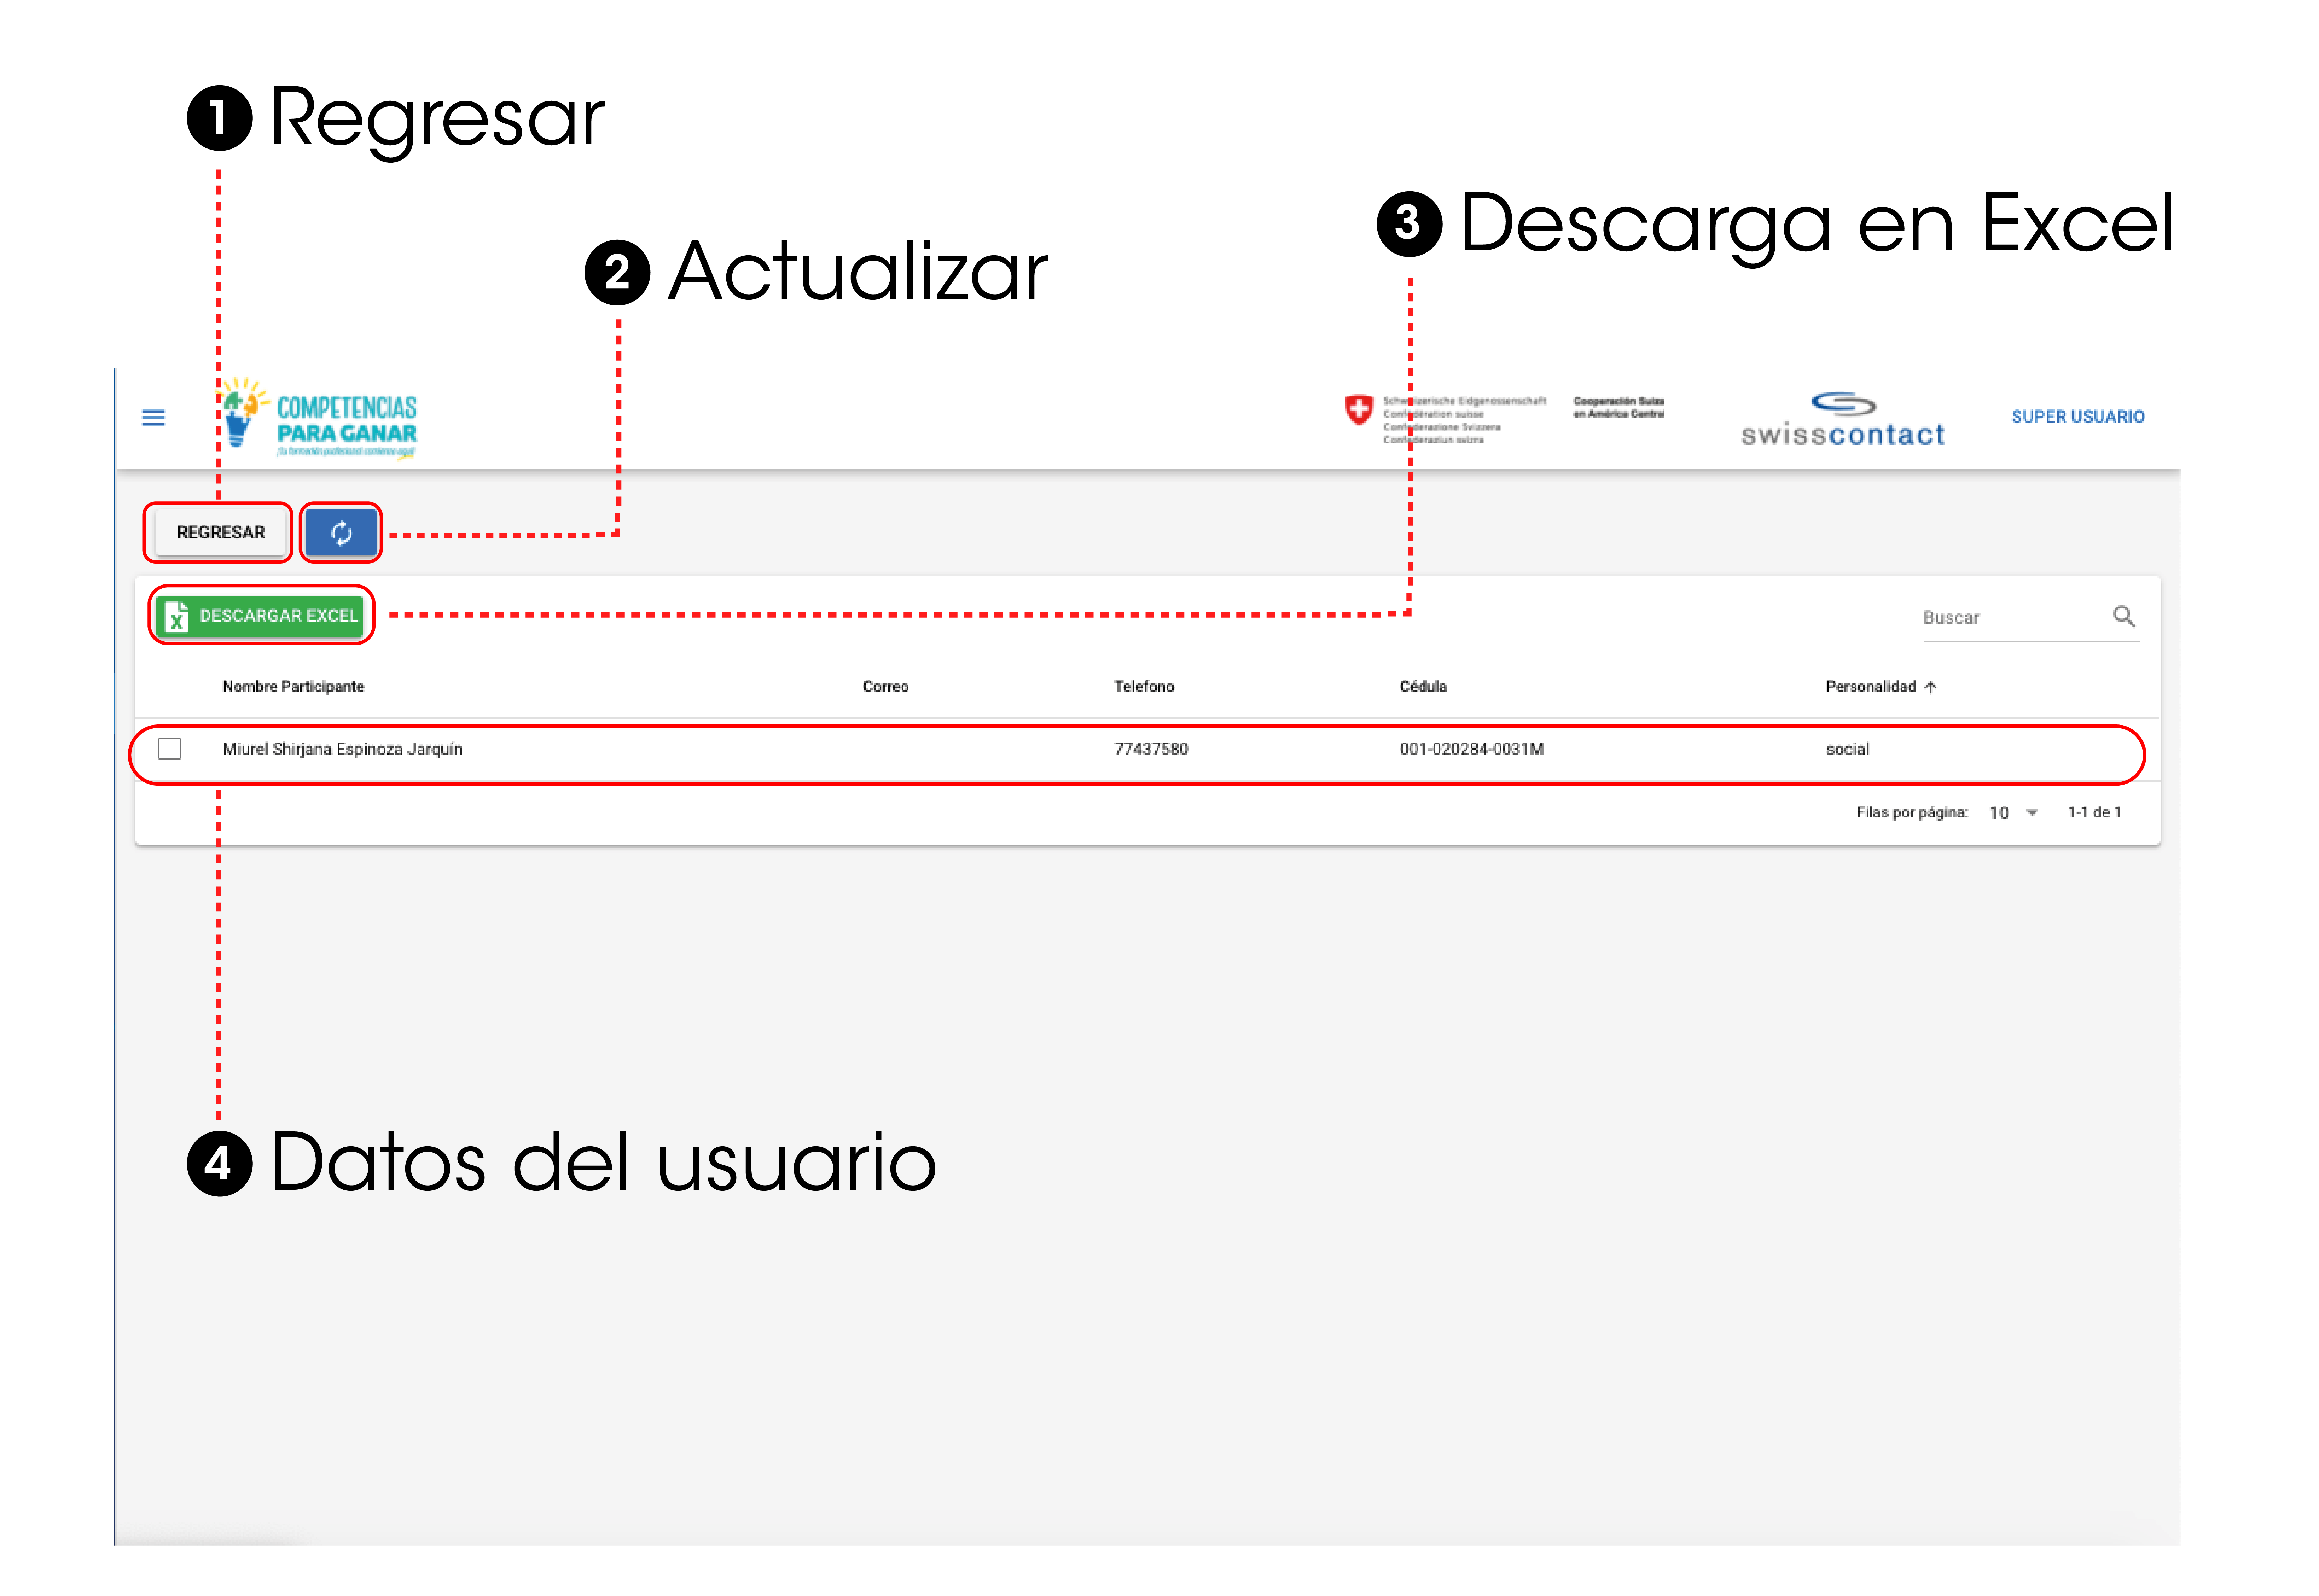 1 Regresar
3 Descarga en Excel
2 Actualizar
COMPETENCIAS
PARA GANAR
¡Tu formación profesional comienza aquí!
Schweizerische Eidgenossenschaft
Confédération suisse
Confederazione Svizzera
Confederaziun svizra
Cooperación Suiza
en América Central
swisscontact
SUPER USUARIO
REGRESAR
DESCARGAR EXCEL
Buscar
Nombre Participante Correo Telefono Cédula Personalidad
Miurel Shirjana Espinoza Jarquín 77437580 001-020284-0031M social
Filas por página: 10 1-1 de 1
4 Datos del usuario